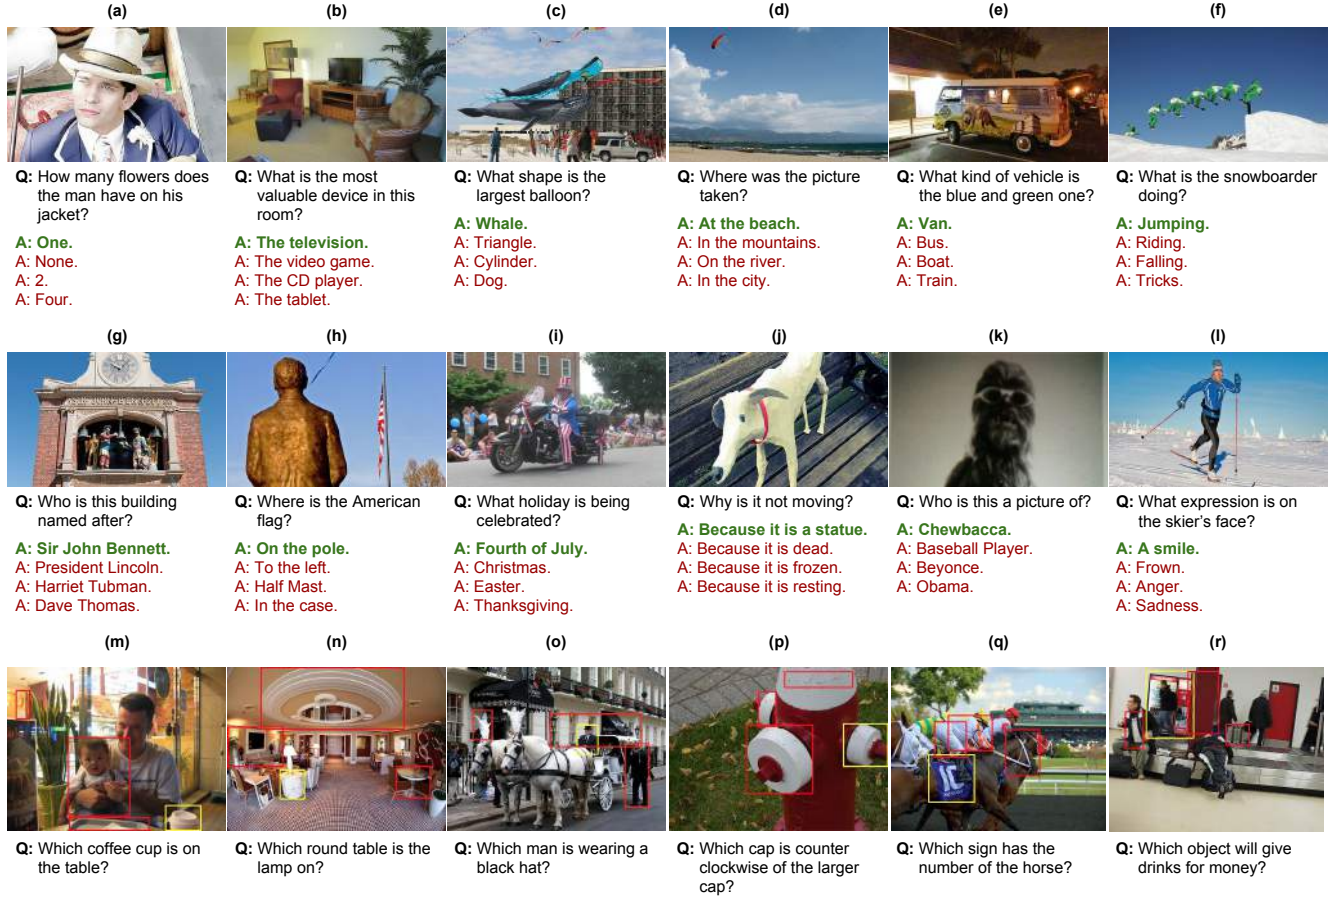 (a)
Q: How many flowers does
the man have on his
jacket?
A: One.
A: None.
A: 2.
A: Four.
(b)
Q: What is the most
valuable device in this
room?
A: The television.
A: The video game.
A: The CD player.
A: The tablet.
(c)
Q: What shape is the
largest balloon?
A: Whale.
A: Triangle.
A: Cylinder.
A: Dog.
(d)
Q: Where was the picture
taken?
A: At the beach.
A: In the mountains.
A: On the river.
A: In the city.
(e)
Q: What kind of vehicle is
the blue and green one?
A: Van.
A: Bus.
A: Boat.
A: Train.
(f)
Q: What is the snowboarder
doing?
A: Jumping.
A: Riding.
A: Falling.
A: Tricks.
(g)
Q: Who is this building
named after?
A: Sir John Bennett.
A: President Lincoln.
A: Harriet Tubman.
A: Dave Thomas.
(h)
Q: Where is the American
flag?
A: On the pole.
A: To the left.
A: Half Mast.
A: In the case.
(i)
Q: What holiday is being
celebrated?
A: Fourth of July.
A: Christmas.
A: Easter.
A: Thanksgiving.
(j)
Q: Why is it not moving?
A: Because it is a statue.
A: Because it is dead.
A: Because it is frozen.
A: Because it is resting.
(k)
Q: Who is this a picture of?
A: Chewbacca.
A: Baseball Player.
A: Beyonce.
A: Obama.
(l)
Q: What expression is on
the skier's face?
A: A smile.
A: Frown.
A: Anger.
A: Sadness.
(m)
Q: Which coffee cup is on
the table?
(n)
Q: Which round table is the
lamp on?
(o)
Q: Which man is wearing a
black hat?
(p)
Q: Which cap is counter
clockwise of the larger
cap?
(q)
Q: Which sign has the
number of the horse?
(r)
Q: Which object will give
drinks for money?